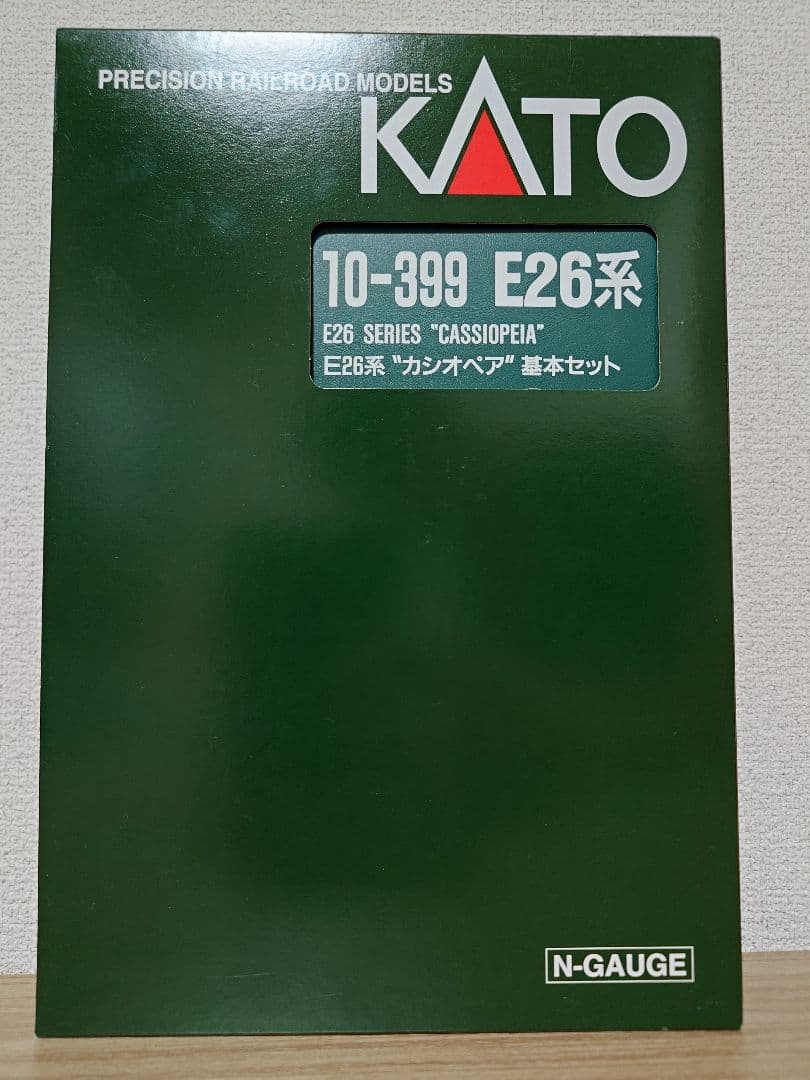 PRECISION RAILROAD MODELS
KATO
10-399 E26系
E26 SERIES "CASSIOPEIA"
E26系 "カシオペア" 基本セット
N-GAUGE